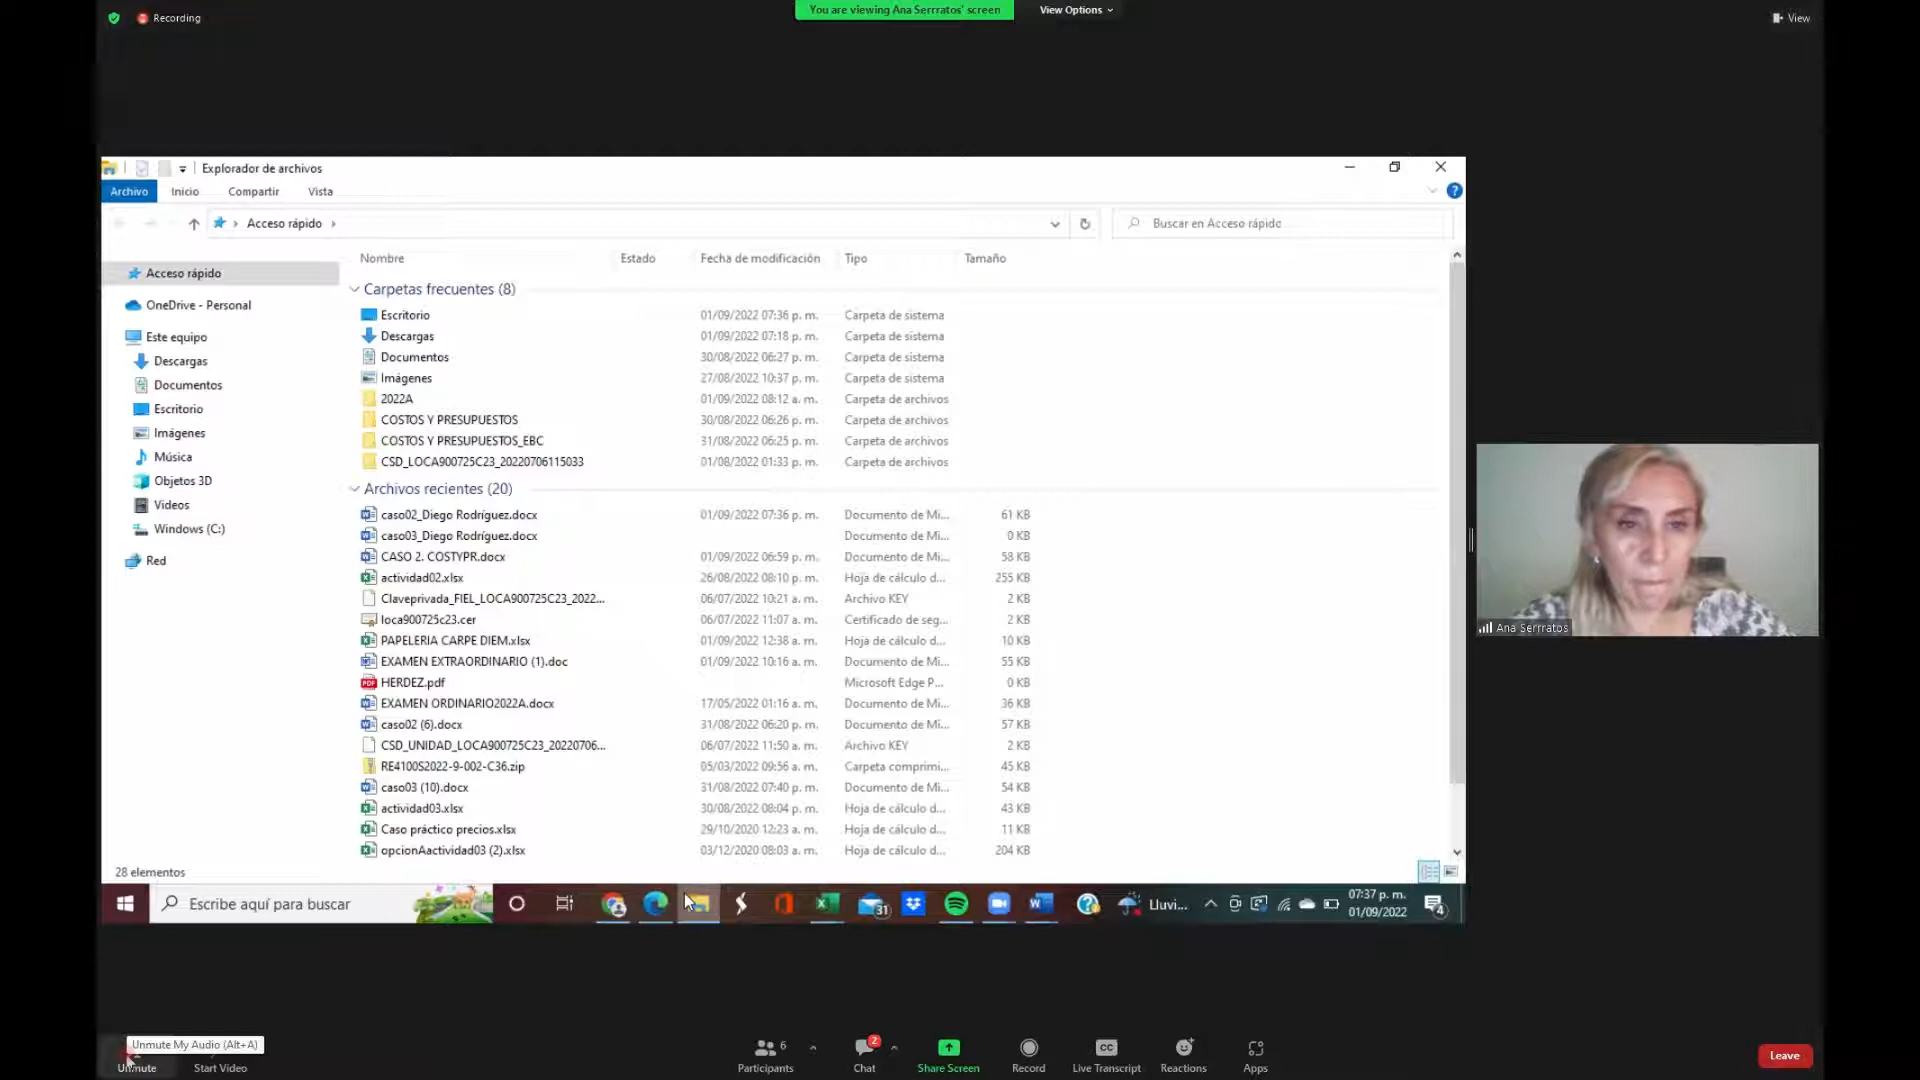 Recording
You are viewing Ana Serrratos' screen
View Options
View
Explorador de archivos
Archivo
Inicio
Compartir
Vista
Acceso rápido
Buscar en Acceso rápido
Nombre Estado Fecha de modificación Tipo Tamaño
Acceso rápido
OneDrive - Personal
Este equipo
Descargas
Documentos
Escritorio
Imágenes
Música
Objetos 3D
Videos
Windows (C:)
Red
Carpetas frecuentes (8)
Escritorio 01/09/2022 07:36 p. m. Carpeta de sistema
Descargas 01/09/2022 07:18 p. m. Carpeta de sistema
Documentos 30/08/2022 06:27 p. m. Carpeta de sistema
Imágenes 27/08/2022 10:37 p. m. Carpeta de sistema
2022A 01/09/2022 08:12 a. m. Carpeta de archivos
COSTOS Y PRESUPUESTOS 30/08/2022 06:26 p. m. Carpeta de archivos
COSTOS Y PRESUPUESTOS_EBC 31/08/2022 06:25 p. m. Carpeta de archivos
CSD_LOCA900725C23_20220706115033 01/08/2022 01:33 p. m. Carpeta de archivos
Archivos recientes (20)
caso02_Diego Rodríguez.docx 01/09/2022 07:36 p. m. Documento de Mi... 61 KB
caso03_Diego Rodríguez.docx Documento de Mi... 0 KB
CASO 2. COSTYPR.docx 01/09/2022 06:59 p. m. Documento de Mi... 58 KB
actividad02.xlsx 26/08/2022 08:10 p. m. Hoja de cálculo d... 255 KB
Claveprivada_FIEL_LOCA900725C23_2022... 06/07/2022 10:21 a. m. Archivo KEY 2 KB
loca900725c23.cer 06/07/2022 11:07 a. m. Certificado de seg... 2 KB
PAPELERIA CARPE DIEM.xlsx 01/09/2022 12:38 a. m. Hoja de cálculo d... 10 KB
EXAMEN EXTRAORDINARIO (1).doc 01/09/2022 10:16 a. m. Documento de Mi... 55 KB
HERDEZ.pdf Microsoft Edge P... 0 KB
EXAMEN ORDINARIO2022A.docx 17/05/2022 01:16 a. m. Documento de Mi... 36 KB
caso02 (6).docx 31/08/2022 06:20 p. m. Documento de Mi... 57 KB
CSD_UNIDAD_LOCA900725C23_20220706... 06/07/2022 11:50 a. m. Archivo KEY 2 KB
RE4100S2022-9-002-C36.zip 05/03/2022 09:56 a. m. Carpeta comprimi... 45 KB
caso03 (10).docx 31/08/2022 07:40 p. m. Documento de Mi... 54 KB
actividad03.xlsx 30/08/2022 08:04 p. m. Hoja de cálculo d... 43 KB
Caso práctico precios.xlsx 29/10/2020 12:23 a. m. Hoja de cálculo d... 11 KB
opcionAactividad03 (2).xlsx 03/12/2020 08:03 a. m. Hoja de cálculo d... 204 KB
28 elementos
Escribe aquí para buscar
31
Lluvi...
07:37 p. m.
01/09/2022
4
Ana Serrratos
Unmute My Audio (Alt+A)
Unmute
Start Video
6
Participants
2
Chat
Share Screen
Record
CC
Live Transcript
Reactions
Apps
Leave